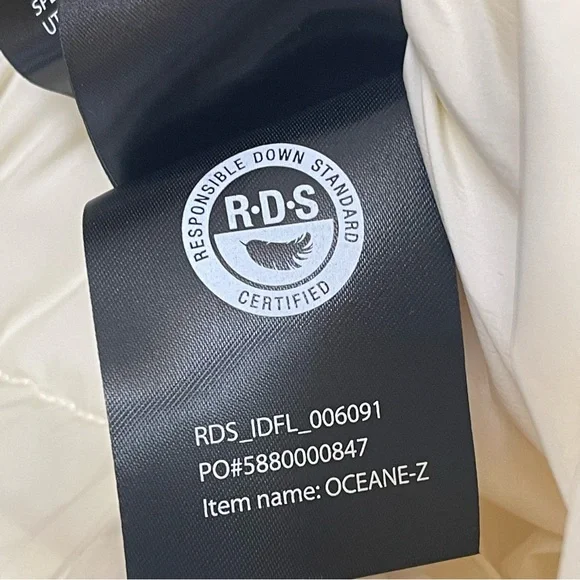 RESPONSIBLE DOWN STANDARD
R·D·S
CERTIFIED
RDS_IDFL_006091
PO#5880000847
Item name: OCEANE-Z